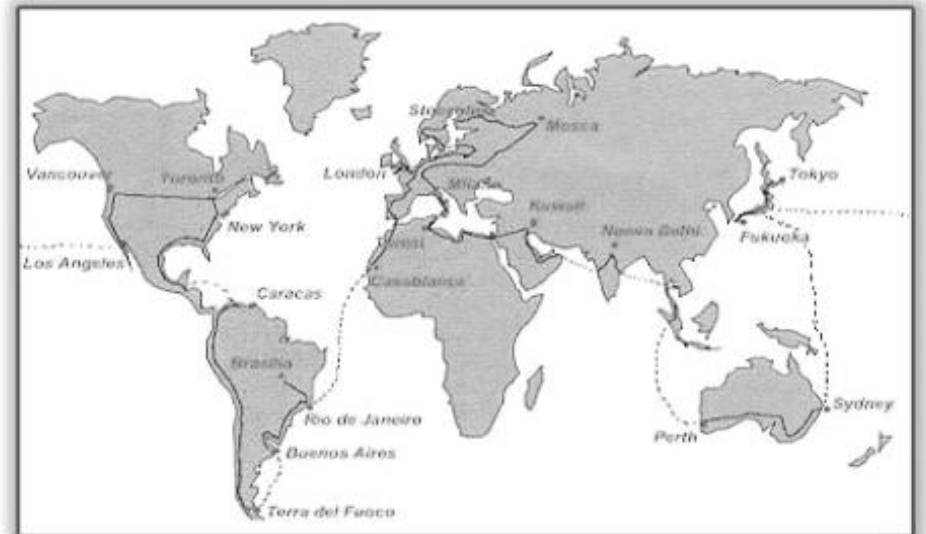 Mosca
London
Vancouver
Toronto
Tokyo
Milano
New York
Kuwait
Nuova Delhi
Fukuoka
Los Angeles
Tunisi
Casablanca
Caracas
Brasilia
Rio de Janeiro
Sydney
Perth
Buenos Aires
Terra del Fuoco